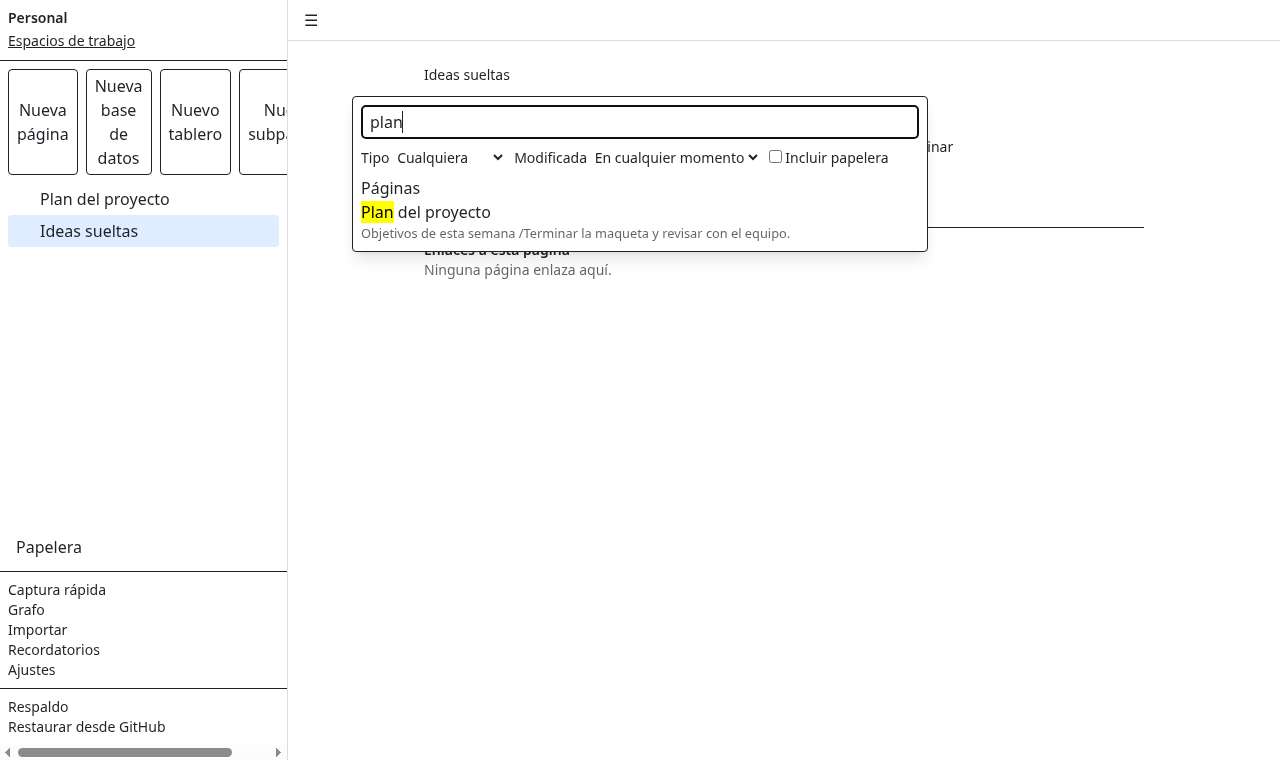 Personal
Espacios de trabajo
Nueva página
Nueva base de datos
Nuevo tablero
Plan del proyecto
Ideas sueltas
Papelera
Captura rápida
Grafo
Importar
Recordatorios
Ajustes
Respaldo
Restaurar desde GitHub
☰
Ideas sueltas
plan
Tipo Cualquiera Modificada En cualquier momento Incluir papelera
Páginas
Plan del proyecto
Objetivos de esta semana /Terminar la maqueta y revisar con el equipo.
Enlaces a esta página
Ninguna página enlaza aquí.